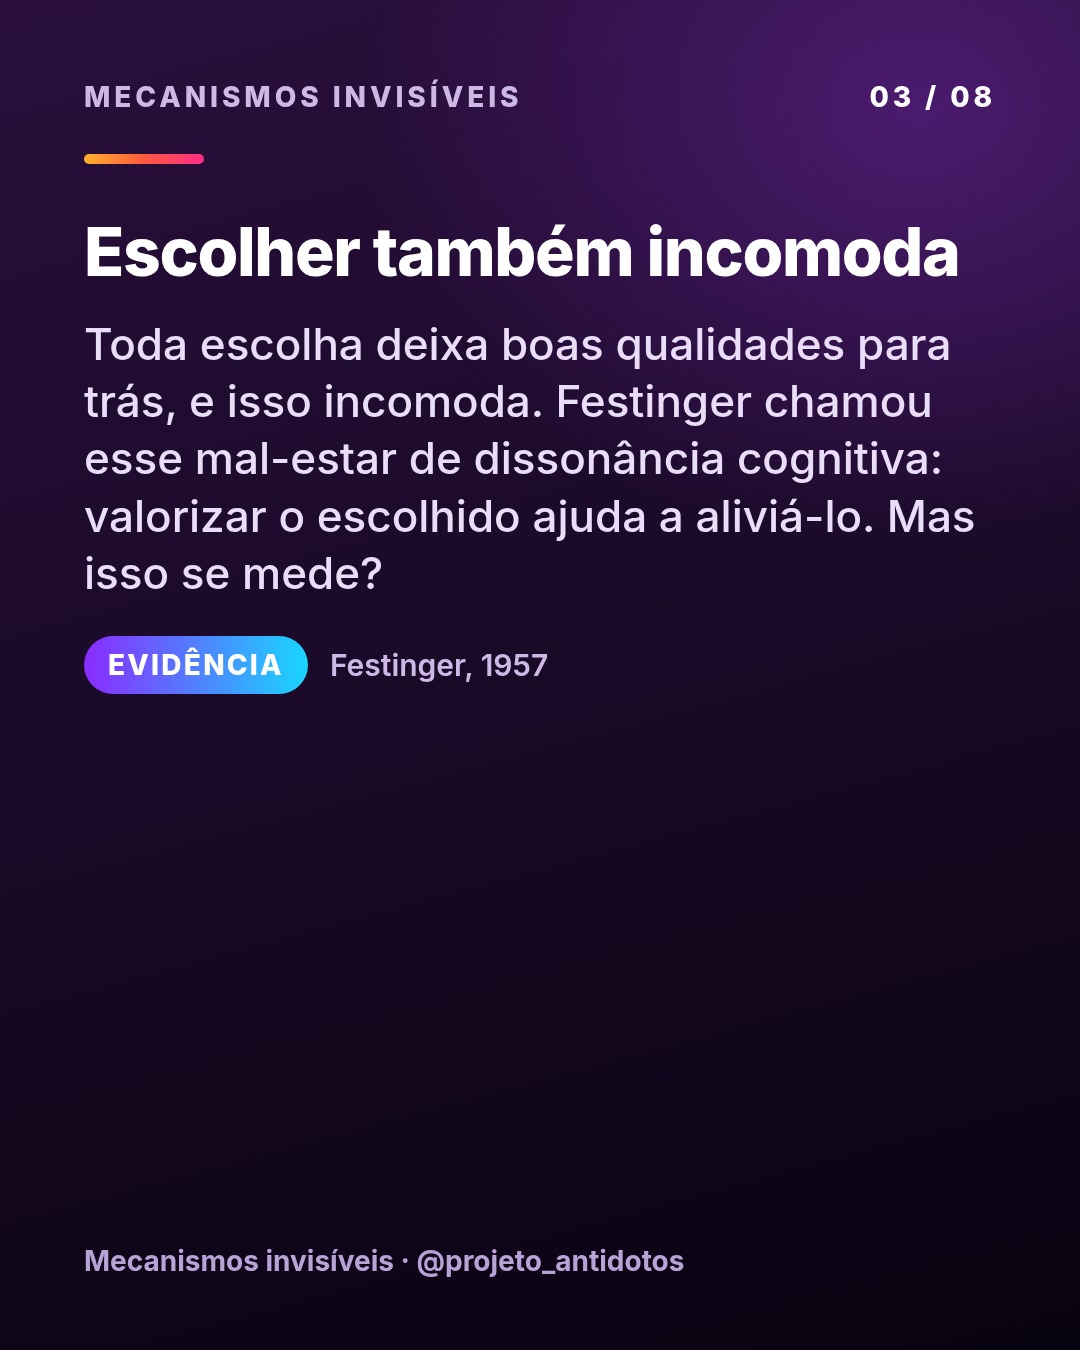 MECANISMOS INVISÍVEIS
03 / 08
Escolher também incomoda
Toda escolha deixa boas qualidades para
trás, e isso incomoda. Festinger chamou
esse mal-estar de dissonância cognitiva:
valorizar o escolhido ajuda a aliviá-lo. Mas
isso se mede?
EVIDÊNCIA
Festinger, 1957
Mecanismos invisíveis · @projeto_antidotos